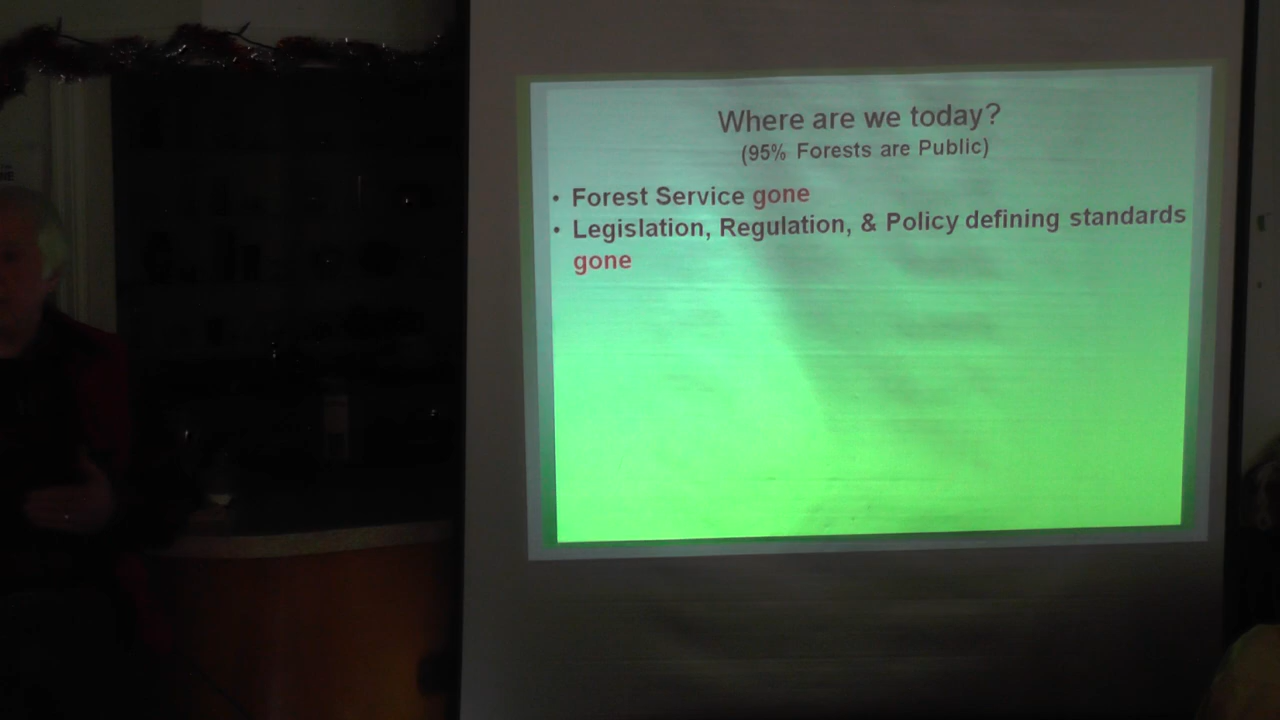 Where are we today?
(95% Forests are Public)
• Forest Service gone
• Legislation, Regulation, & Policy defining standards
gone